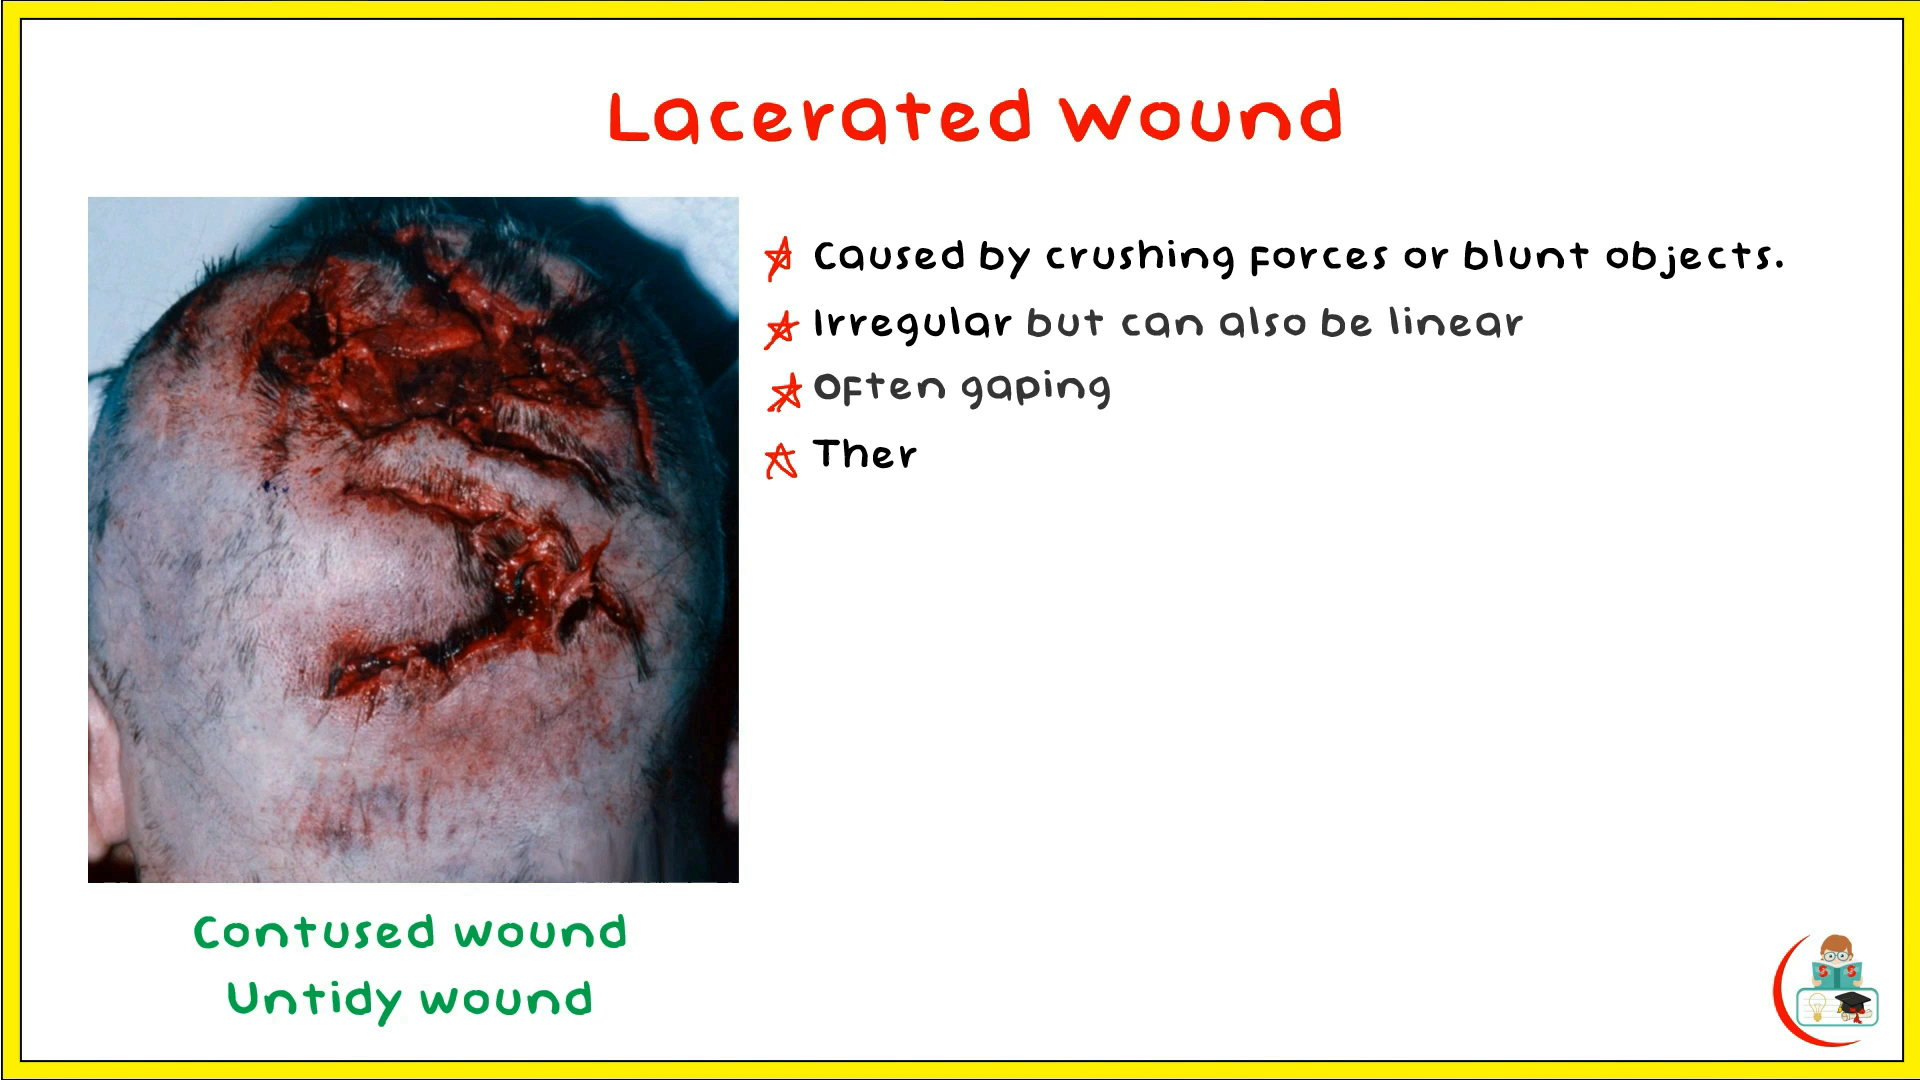 Lacerated Wound
Caused by crushing forces or blunt objects.
Irregular but can also be linear
Often gaping
Ther
Contused wound
Untidy wound